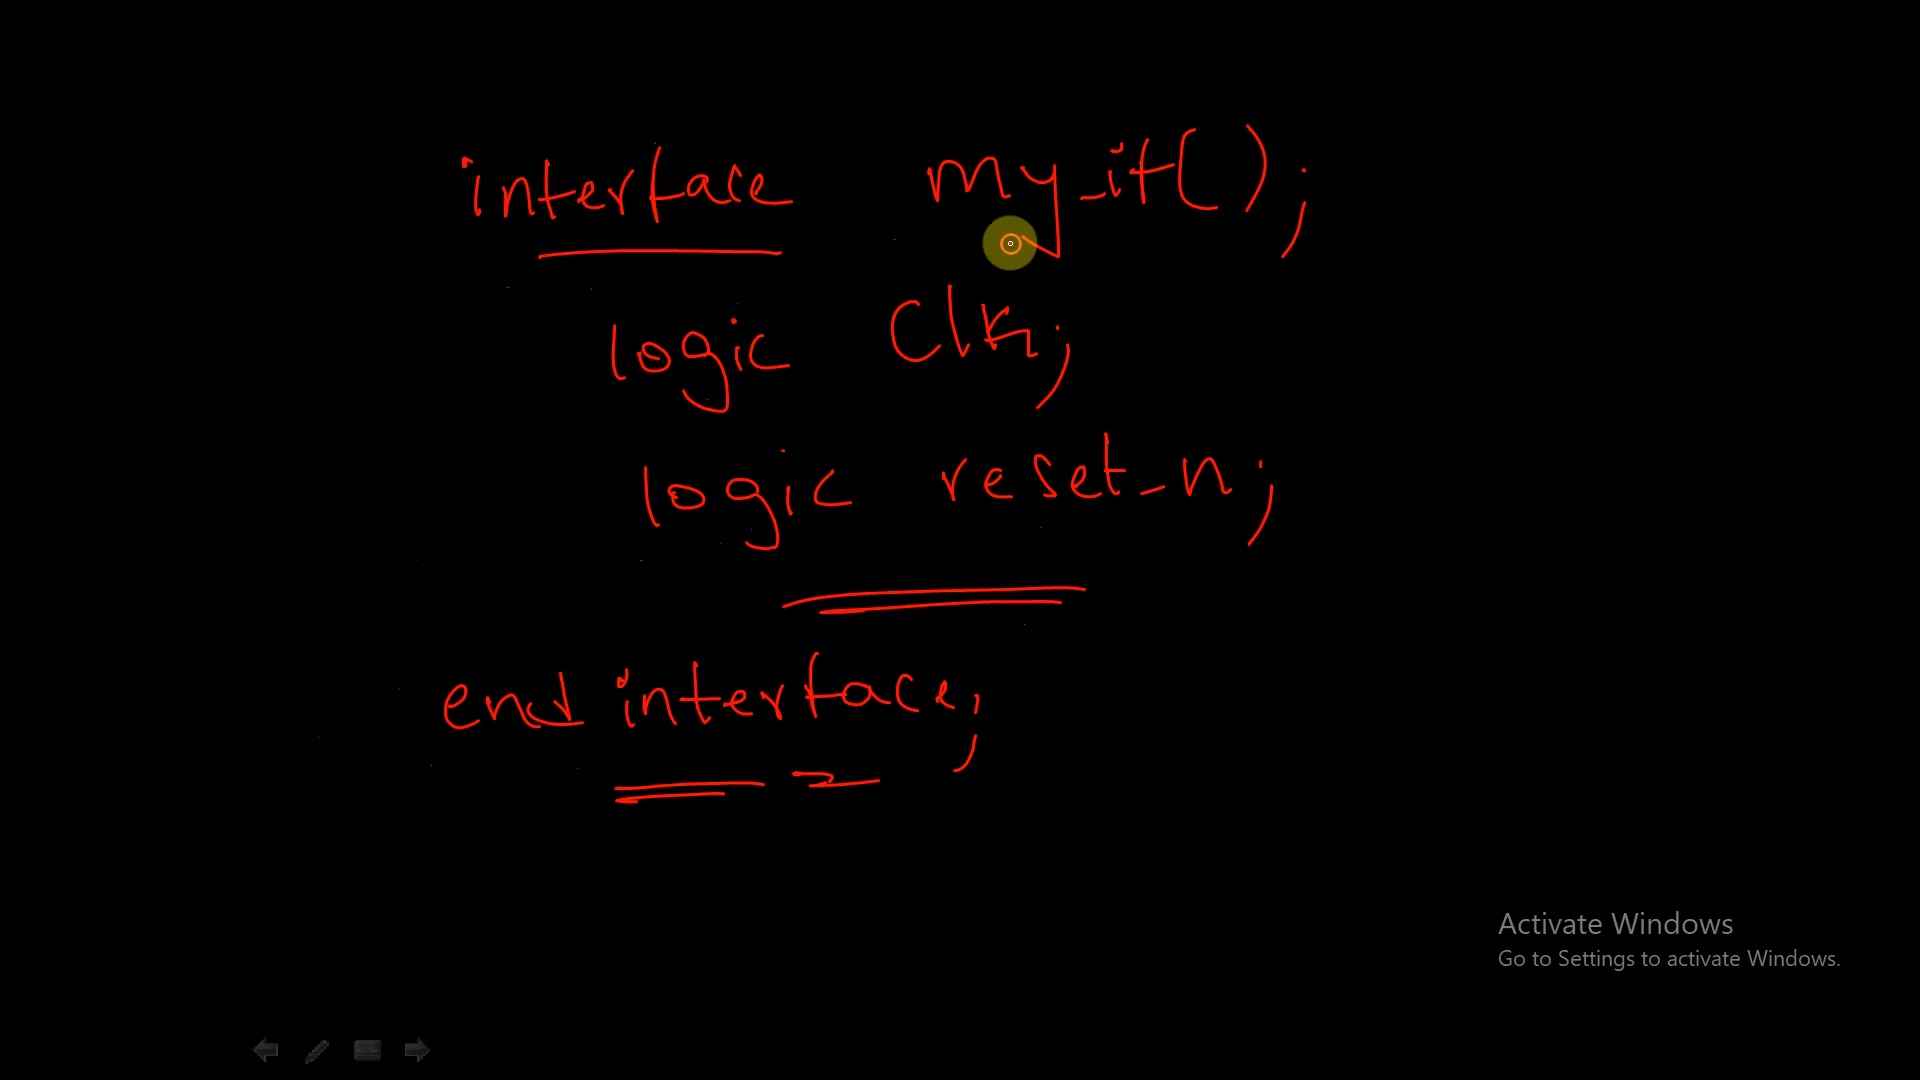 interface my_if();
logic clk;
logic reset_n;
end interface;
Activate Windows
Go to Settings to activate Windows.